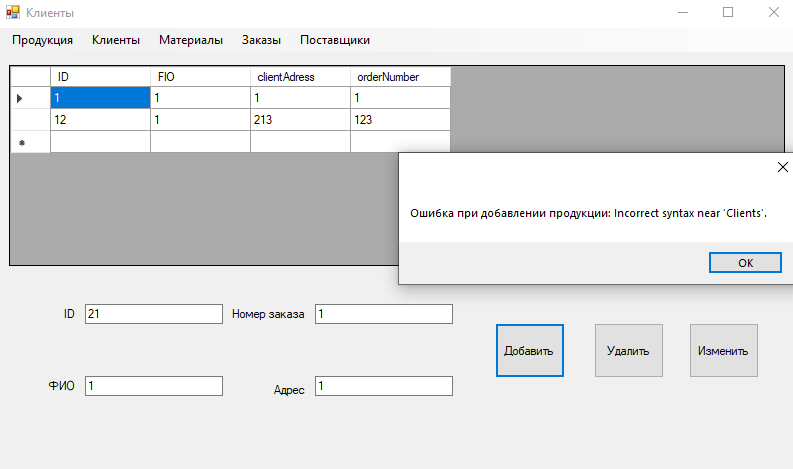 Клиенты
Продукция Клиенты Материалы Заказы Поставщики
ID FIO clientAdress orderNumber
1 1 1 1
12 1 213 123
Ошибка при добавлении продукции: Incorrect syntax near 'Clients'.
OK
ID 21 Номер заказа 1
Добавить Удалить Изменить
ФИО 1 Адрес 1